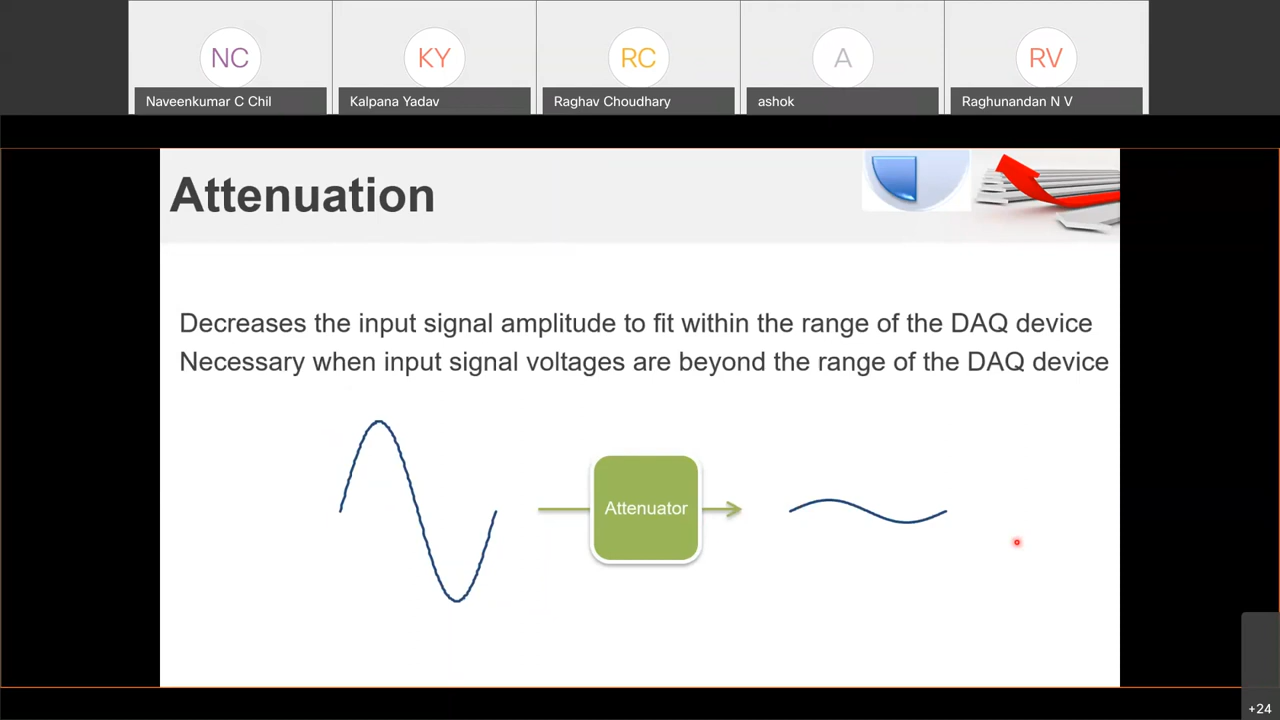 NC
KY
RC
A
RV
Naveenkumar C Chil
Kalpana Yadav
Raghav Choudhary
ashok
Raghunandan N V
Attenuation
Decreases the input signal amplitude to fit within the range of the DAQ device
Necessary when input signal voltages are beyond the range of the DAQ device
Attenuator
+24